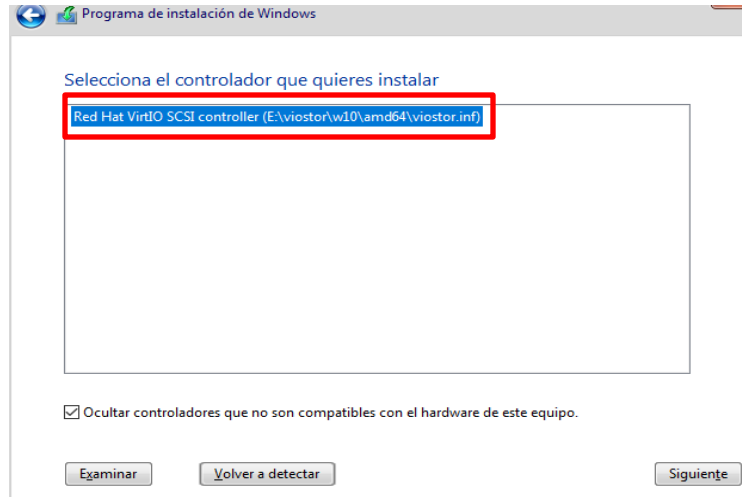 Programa de instalación de Windows
Selecciona el controlador que quieres instalar
Red Hat VirtIO SCSI controller (E:\viostor\w10\amd64\viostor.inf)
Ocultar controladores que no son compatibles con el hardware de este equipo.
Examinar Volver a detectar Siguiente